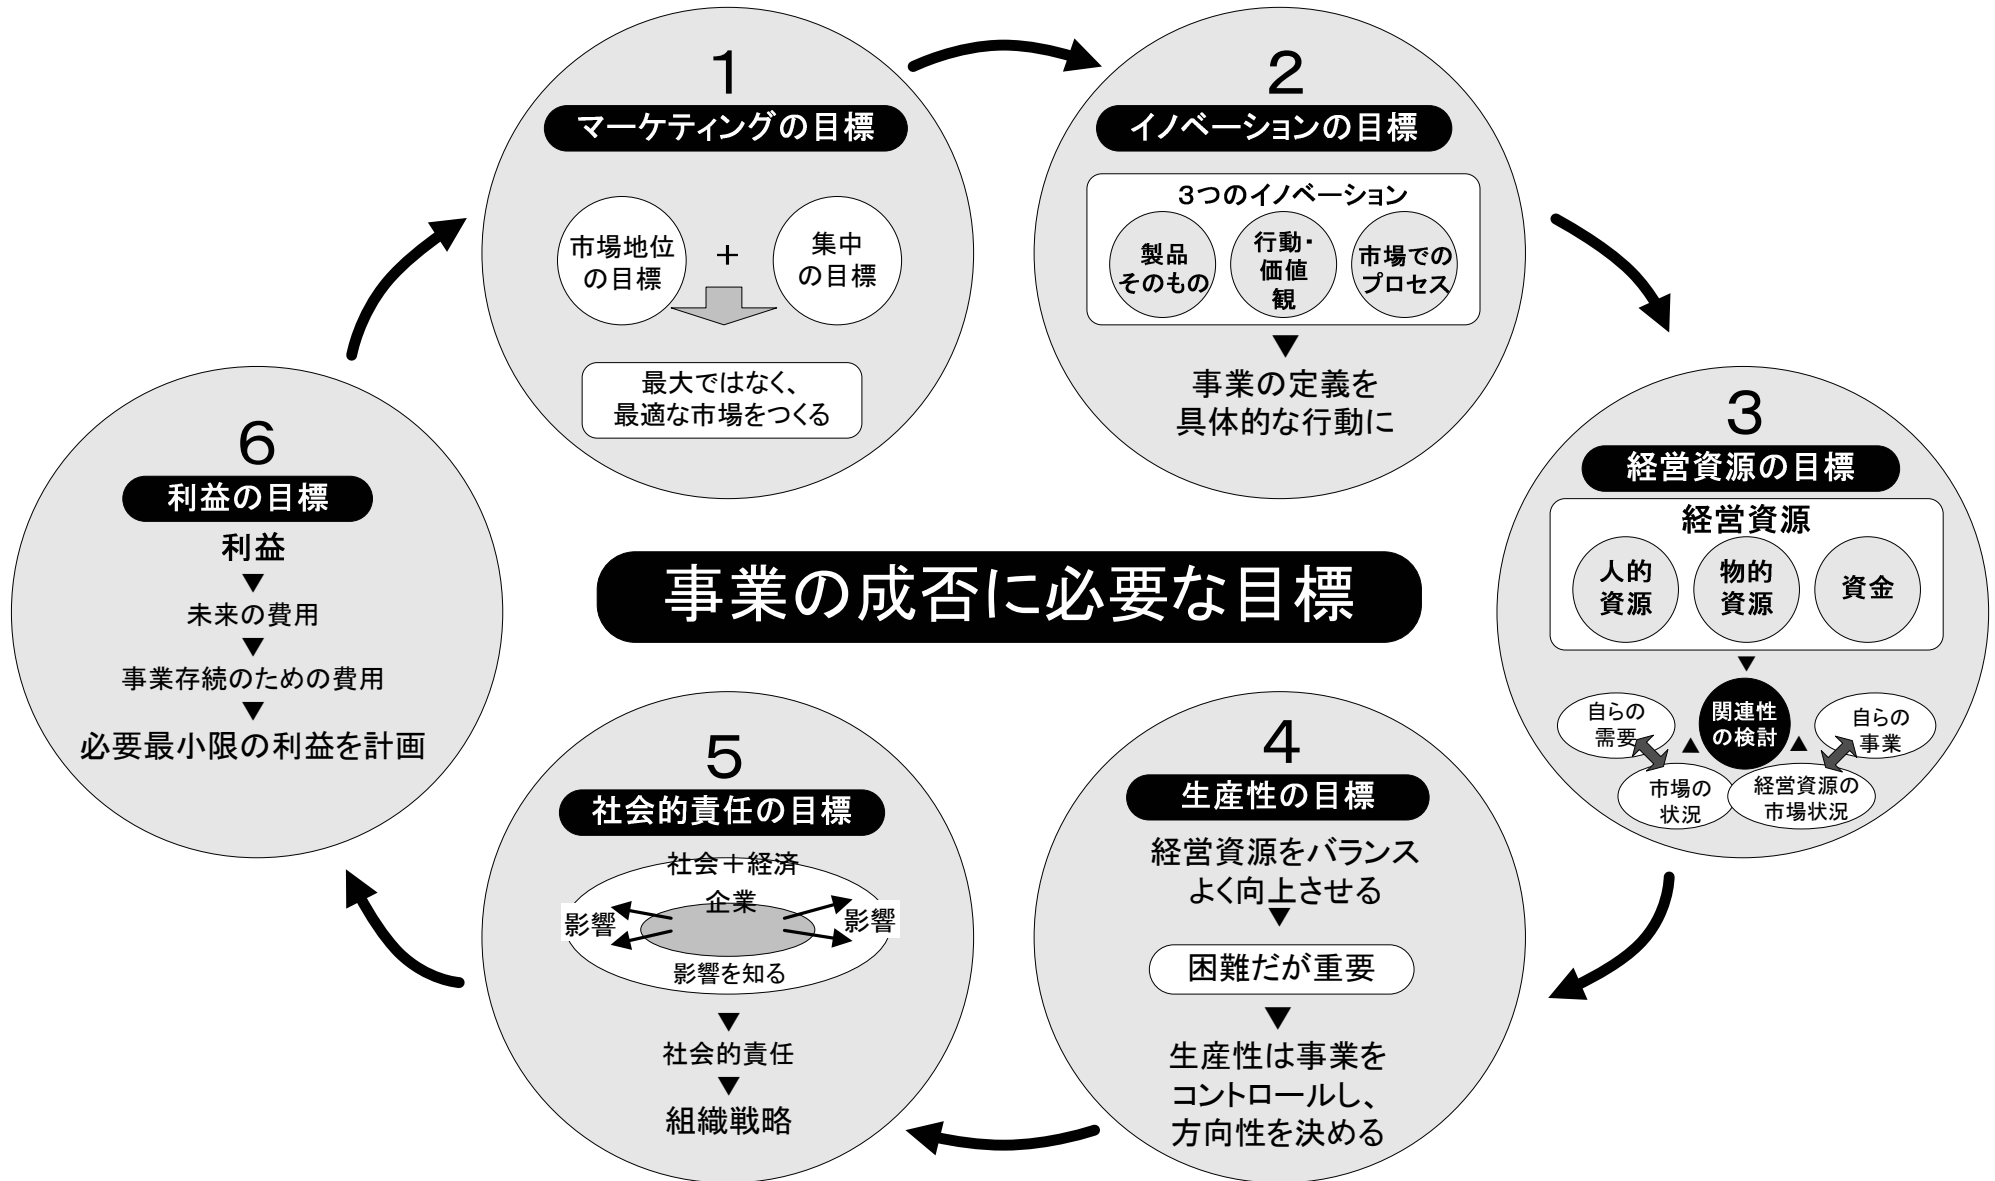 事業の成否に必要な目標
1
マーケティングの目標
市場地位
の目標
+
集中
の目標
最大ではなく、
最適な市場をつくる
2
イノベーションの目標
3つのイノベーション
製品
そのもの
行動・
価値
観
市場での
プロセス
事業の定義を
具体的な行動に
3
経営資源の目標
経営資源
人的
資源
物的
資源
資金
関連性
の検討
自らの
需要
市場の
状況
経営資源の
市場状況
自らの
事業
4
生産性の目標
経営資源をバランス
よく向上させる
困難だが重要
生産性は事業を
コントロールし、
方向性を決める
5
社会的責任の目標
社会+経済
企業
影響
影響
影響を知る
社会的責任
組織戦略
6
利益の目標
利益
未来の費用
事業存続のための費用
必要最小限の利益を計画